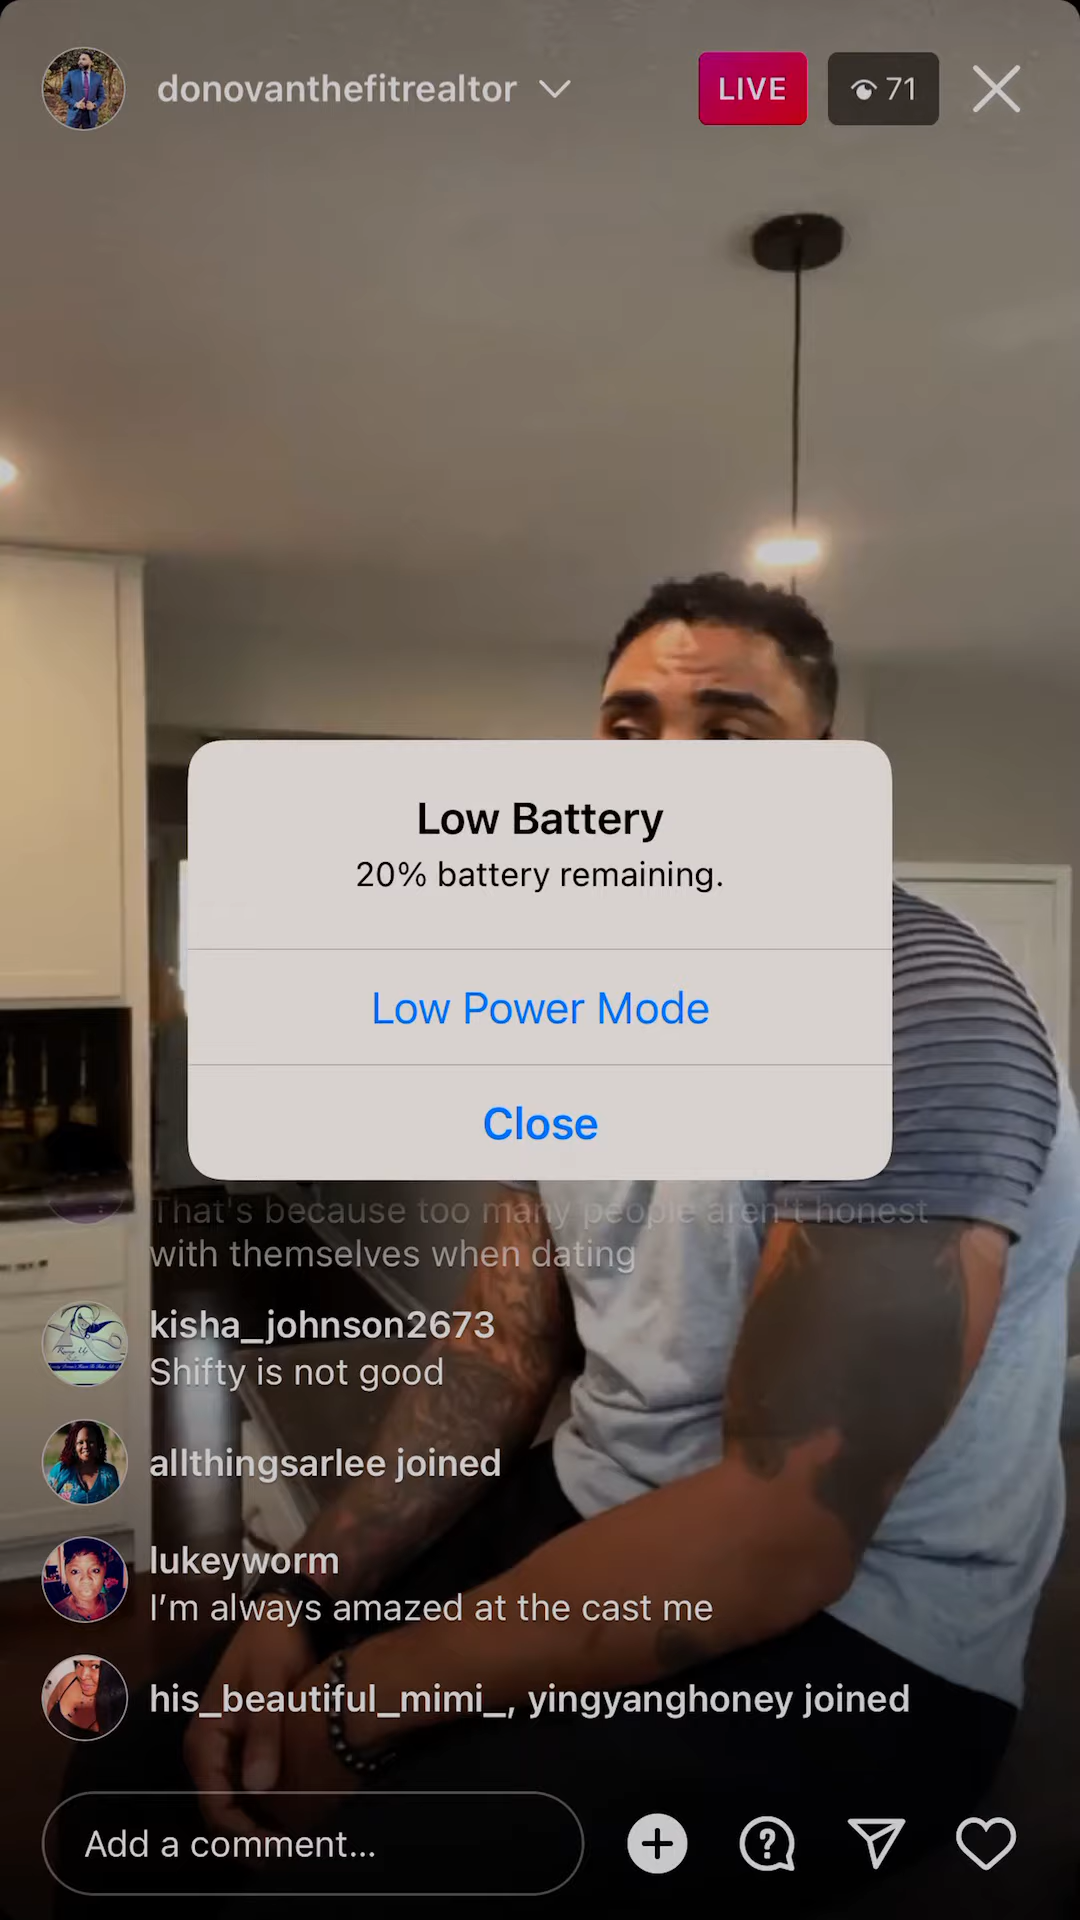 donovanthefitrealtor
LIVE
71
Low Battery
20% battery remaining.
Low Power Mode
Close
That's because too many people aren't honest
with themselves when dating
kisha_johnson2673
Shifty is not good
allthingsarlee joined
lukeyworm
I’m always amazed at the cast me
his_beautiful_mimi_, yingyanghoney joined
Add a comment...